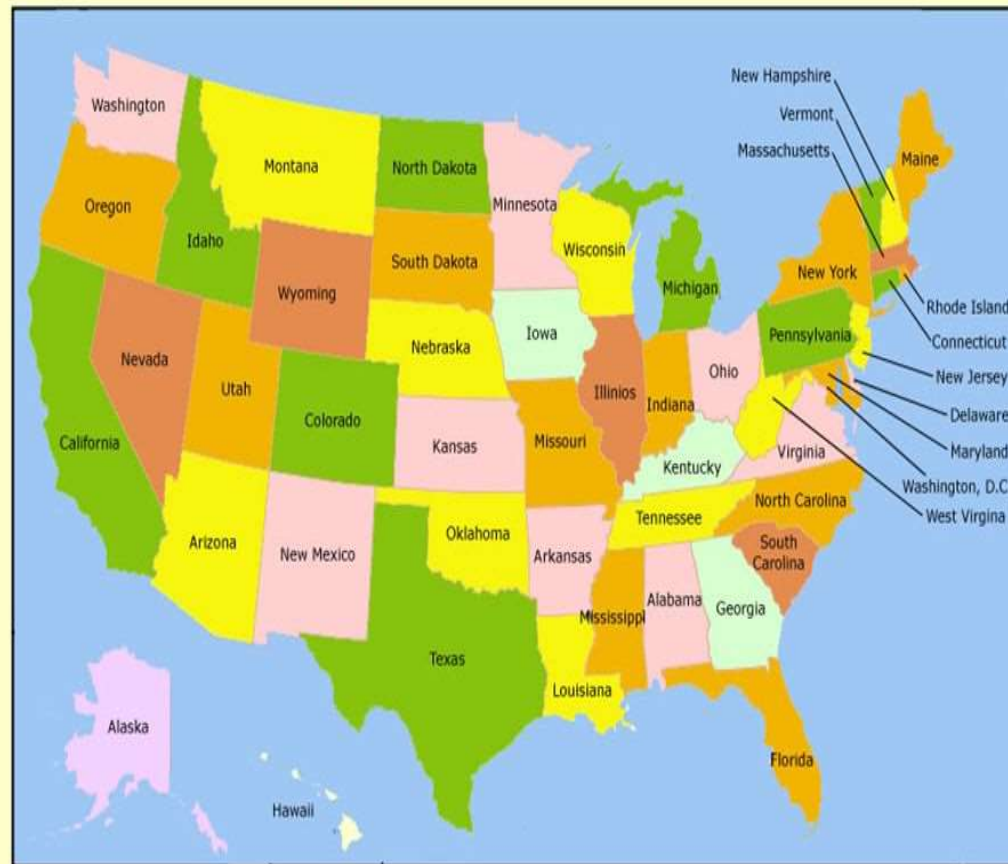 New Hampshire
Vermont
Massachusetts
Washington
Montana
North Dakota
Minnesota
Maine
Oregon
Idaho
Wisconsin
South Dakota
New York
Michigan
Wyoming
Rhode Island
Iowa
Pennsylvania
Connecticut
Nebraska
Nevada
Ohio
New Jersey
Utah
Illinios
Indiana
Colorado
Delaware
California
Kansas
Missouri
Virginia
Maryland
Kentucky
Washington, D.C
North Carolina
West Virgina
Tennessee
Oklahoma
Arizona
New Mexico
Arkansas
South
Carolina
Alabama
Georgia
Mississippi
Texas
Louisiana
Alaska
Florida
Hawaii